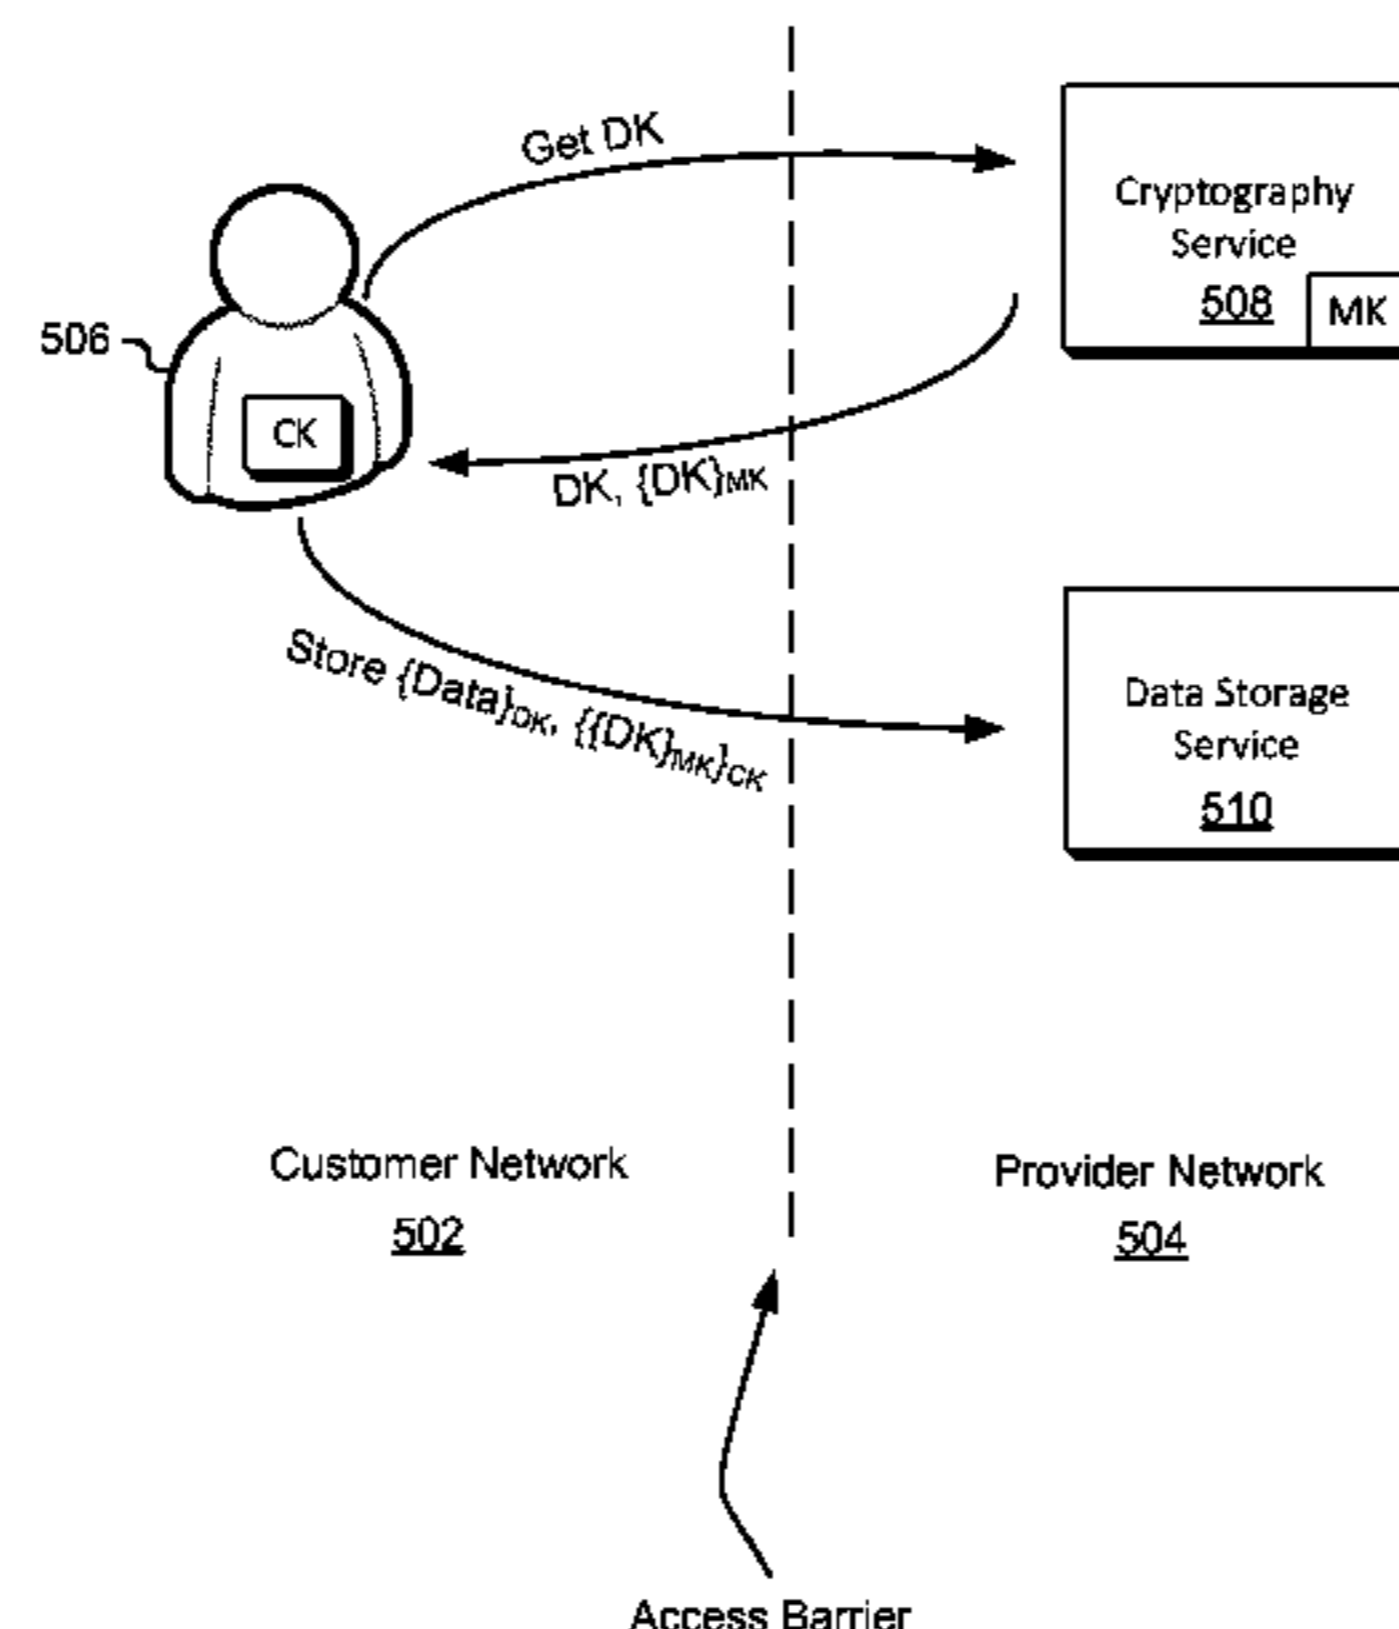 Get DK
Cryptography
Service
508
MK
506
CK
DK, {DK}MK
Store {Data}DK, {{DK}MK}CK
Data Storage
Service
510
Customer Network
502
Provider Network
504
Access Barrier